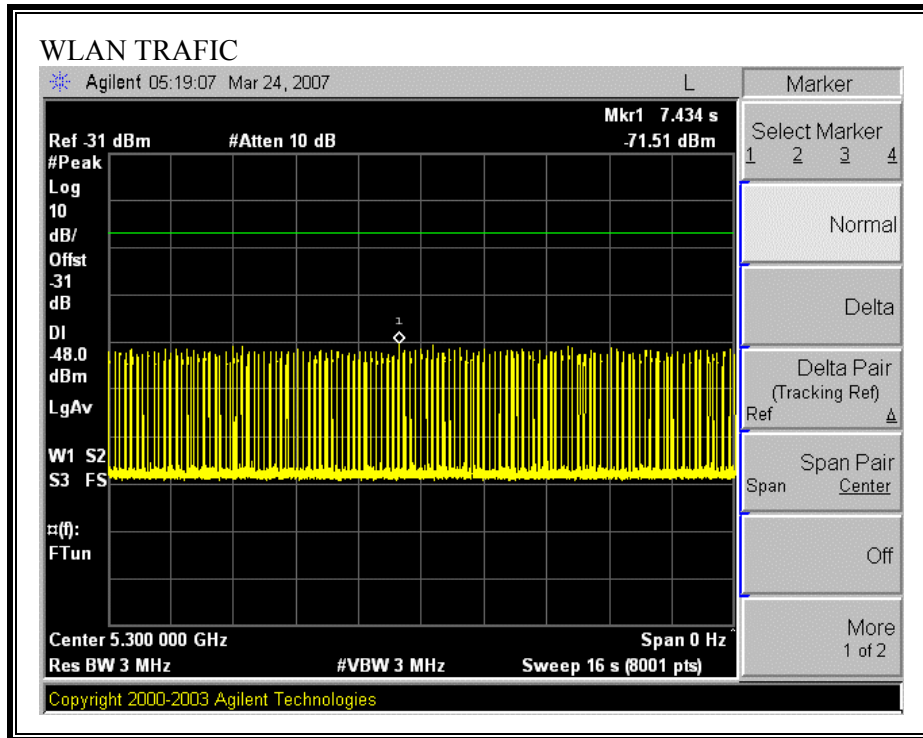 WLAN TRAFIC
Agilent 05:19:07 Mar 24, 2007 L
Mkr1 7.434 s
Ref -31 dBm #Atten 10 dB -71.51 dBm
#Peak
Log
10
dB/
Offst
-31
dB
DI
-48.0
dBm
LgAv
W1 S2
S3 FS
¤(f):
FTun
1
Center 5.300 000 GHz Span 0 Hz ^
Res BW 3 MHz #VBW 3 MHz Sweep 16 s (8001 pts)
Copyright 2000-2003 Agilent Technologies
Marker
Select Marker
1 2 3 4
Normal
Delta
Delta Pair
(Tracking Ref)
Ref Δ
Span Pair
Span Center
Off
More
1 of 2